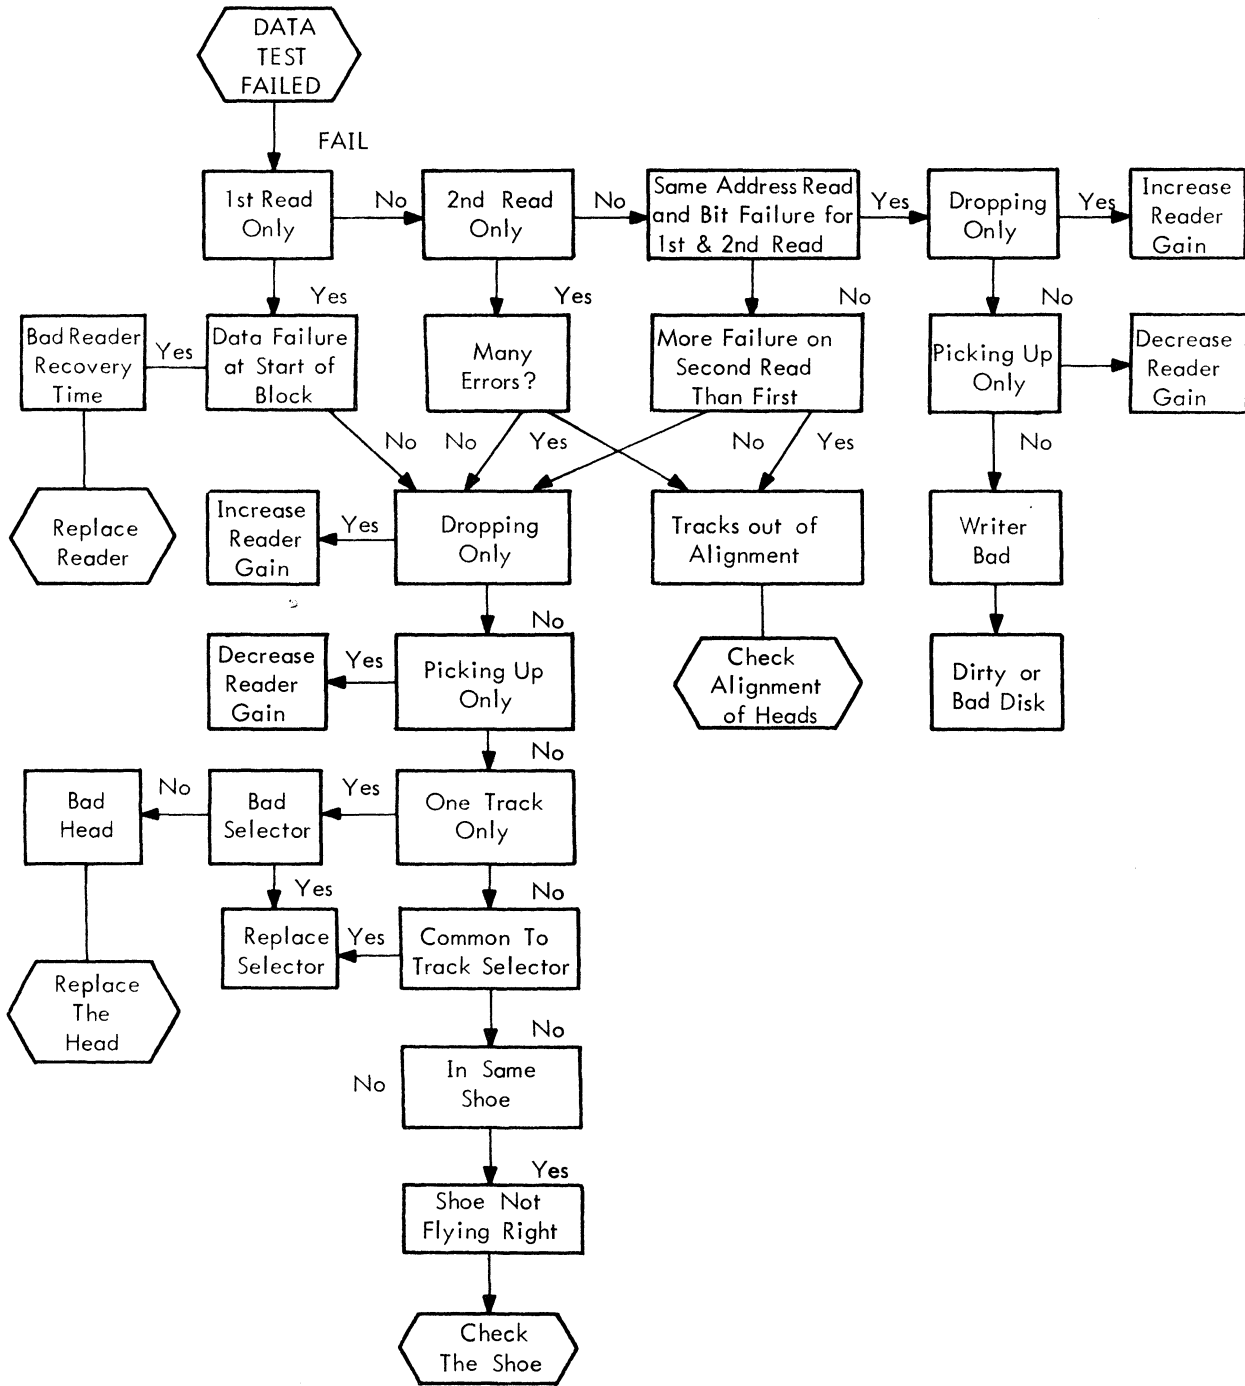 DATA
TEST
FAILED
FAIL
1st Read
Only
No
2nd Read
Only
No
Same Address Read
and Bit Failure for
1st & 2nd Read
Yes
Dropping
Only
Yes
Increase
Reader
Gain
Yes
Yes
No
No
Bad Reader
Recovery
Time
Yes
Data Failure
at Start of
Block
Many
Errors?
More Failure on
Second Read
Than First
Picking Up
Only
Decrease
Reader
Gain
No
No
Yes
No
Yes
No
Replace
Reader
Increase
Reader
Gain
Yes
Dropping
Only
Tracks out of
Alignment
Writer
Bad
No
Decrease
Reader
Gain
Yes
Picking Up
Only
Check
Alignment
of Heads
Dirty or
Bad Disk
No
Bad
Head
No
Bad
Selector
Yes
One Track
Only
Yes
No
Replace
Selector
Yes
Common To
Track Selector
Replace
The
Head
No
No
In Same
Shoe
Yes
Shoe Not
Flying Right
Check
The Shoe